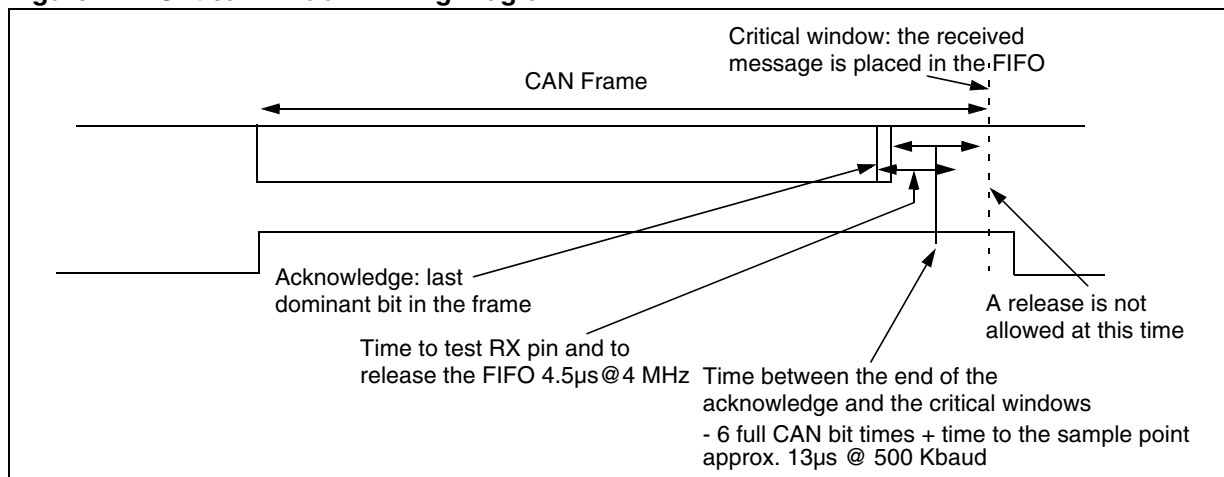 Critical window: the received
message is placed in the FIFO
CAN Frame
Acknowledge: last
dominant bit in the frame
A release is not
allowed at this time
Time to test RX pin and to
release the FIFO 4.5µs@4 MHz
Time between the end of the
acknowledge and the critical windows
- 6 full CAN bit times + time to the sample point
approx. 13µs @ 500 Kbaud